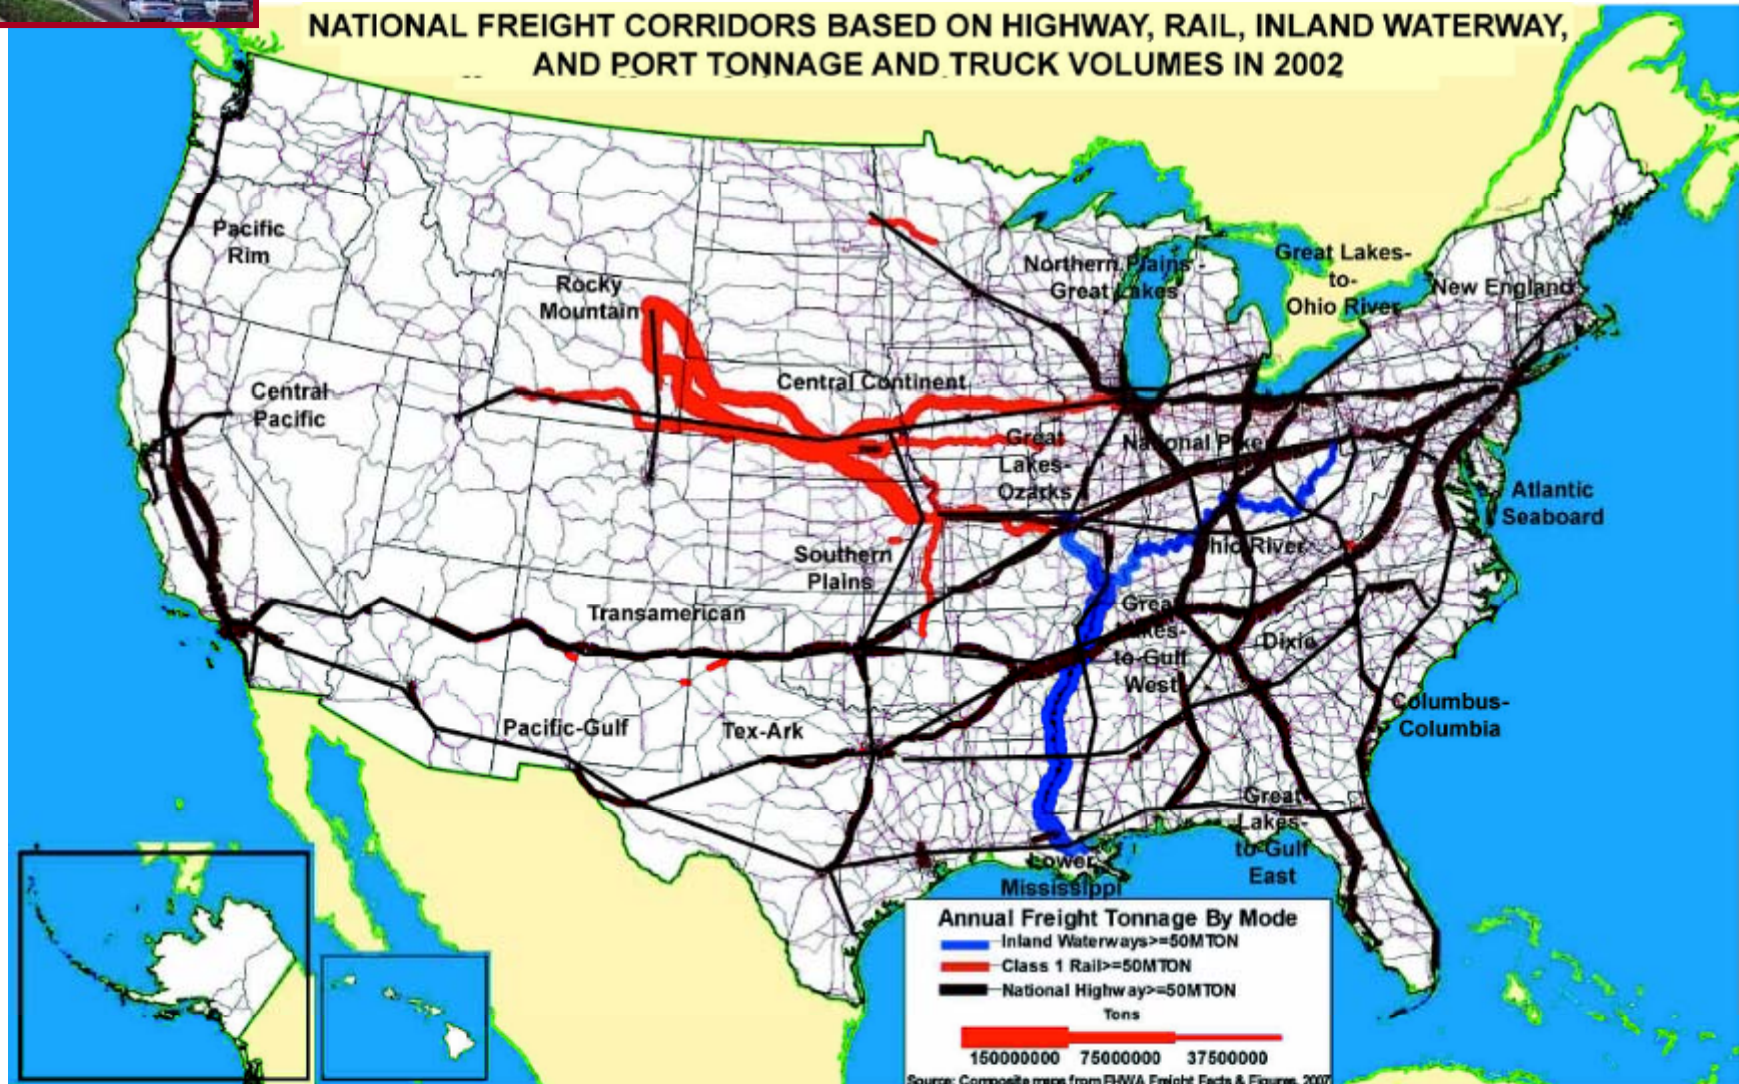 NATIONAL FREIGHT CORRIDORS BASED ON HIGHWAY, RAIL, INLAND WATERWAY,
AND PORT TONNAGE AND TRUCK VOLUMES IN 2002
Pacific
Rim
Rocky
Mountain
Northern Plains -
Great Lakes
Great Lakes-
to-
Ohio River
New England
Central
Pacific
Central Continent
Great
Lakes-
Ozarks
National Pike
Atlantic
Seaboard
Southern
Plains
Ohio River
Transamerican
Great
Lakes-
to-Gulf
West
Dixie
Pacific-Gulf
Tex-Ark
Columbus-
Columbia
Great
Lakes-
to-Gulf
East
Lower
Mississippi
Annual Freight Tonnage By Mode
Inland Waterways>=50MTON
Class 1 Rail>=50MTON
National Highway>=50MTON
Tons
150000000 75000000 37500000
Source: Composite maps from FHWA Freight Facts & Figures, 2007